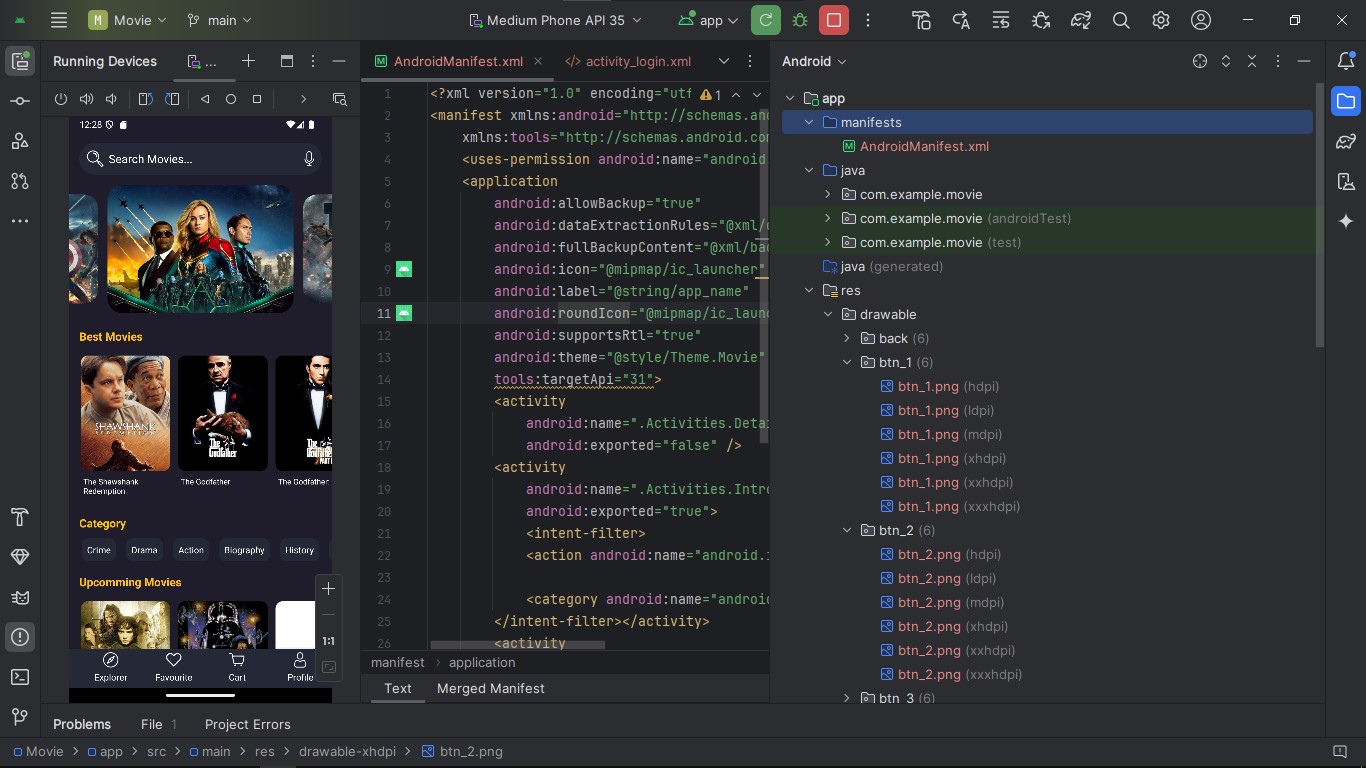 M Movie main Medium Phone API 35 app
Running Devices ...
12:28
Search Movies...
Best Movies
SHAWSHANK
REDEMPTION
The
Godfather
The
Godfather
PART I
The Shawshank
Redemption
The Godfather
The Godfather:
Category
Crime Drama Action Biography History
Upcomming Movies
Explorer Favourite Cart Profile
1:1
AndroidManifest.xml activity_login.xml
1 <?xml version="1.0" encoding="utf 1
2 <manifest xmlns:android="http://schemas.an
3 xmlns:tools="http://schemas.android.co
4 <uses-permission android:name="android
5 <application
6 android:allowBackup="true"
7 android:dataExtractionRules="@xml/
8 android:fullBackupContent="@xml/ba
9 android:icon="@mipmap/ic_launcher"
10 android:label="@string/app_name"
11 android:roundIcon="@mipmap/ic_laun
12 android:supportsRtl="true"
13 android:theme="@style/Theme.Movie"
14 tools:targetApi="31">
15 <activity
16 android:name=".Activities.Deta
17 android:exported="false" />
18 <activity
19 android:name=".Activities.Intr
20 android:exported="true">
21 <intent-filter>
22 <action android:name="android.
23
24 <category android:name="androi
25 </intent-filter></activity>
26 <activity
manifest application
Text Merged Manifest
Android
app
manifests
AndroidManifest.xml
java
com.example.movie
com.example.movie (androidTest)
com.example.movie (test)
java (generated)
res
drawable
back (6)
btn_1 (6)
btn_1.png (hdpi)
btn_1.png (ldpi)
btn_1.png (mdpi)
btn_1.png (xhdpi)
btn_1.png (xxhdpi)
btn_1.png (xxxhdpi)
btn_2 (6)
btn_2.png (hdpi)
btn_2.png (ldpi)
btn_2.png (mdpi)
btn_2.png (xhdpi)
btn_2.png (xxhdpi)
btn_2.png (xxxhdpi)
btn_3 (6)
Problems File 1 Project Errors
Movie app src main res drawable-xhdpi btn_2.png